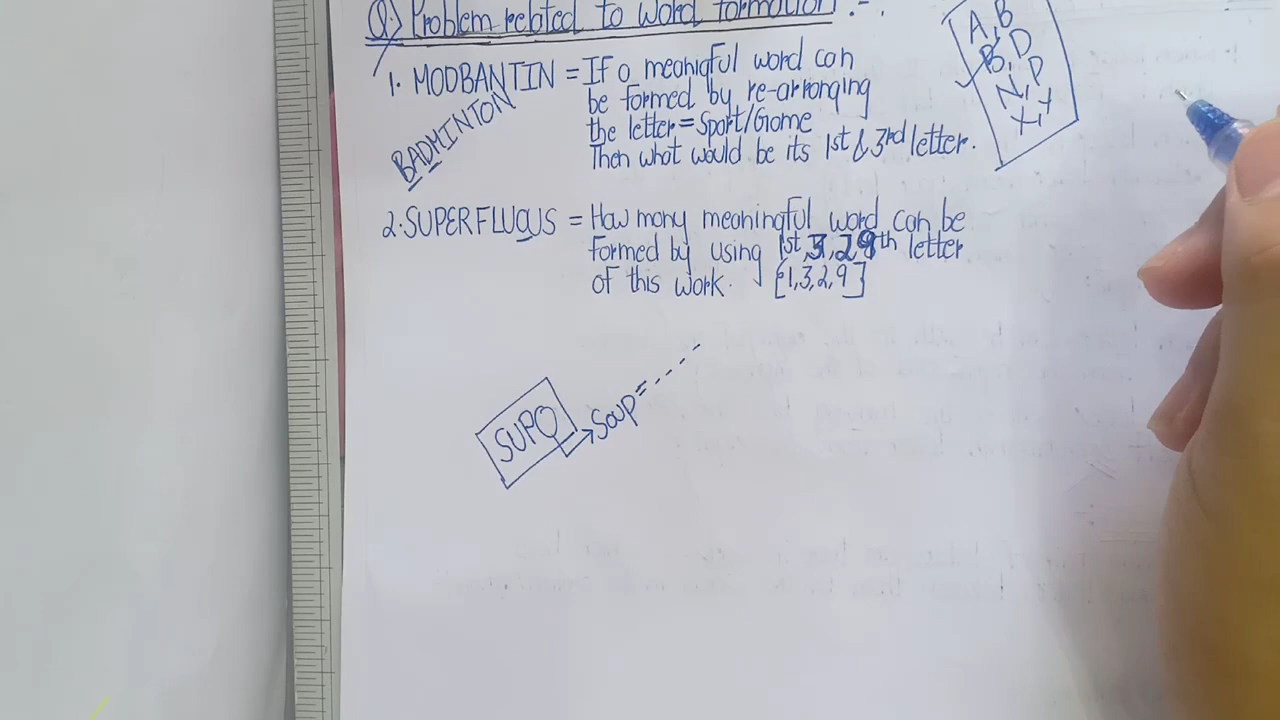 Q:) Problem related to word formation :-
1. MODBANTIN = If a meanigful word can
be formed by re-arranging
the letter = Sport/Game
Then what would be its 1st & 3rd letter.
BADMINTON
A, B
B, D
N, P
X, Y
2. SUPERFLUOUS = How many meaningful word can be
formed by using 1st, 3, 2 9th letter
of this work. [1,3,2,9]
SUPO → Soup =